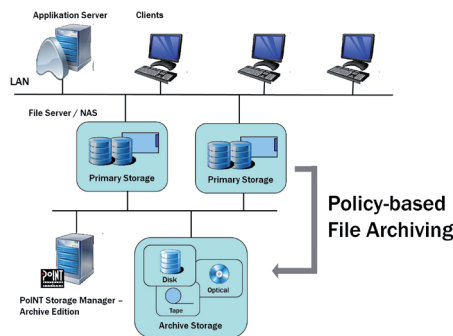 Applikation Server
Clients
LAN
File Server / NAS
Primary Storage
Primary Storage
Policy-based
File Archiving
PoINT
PoINT Storage Manager –
Archive Edition
Disk
Optical
Tape
Archive Storage